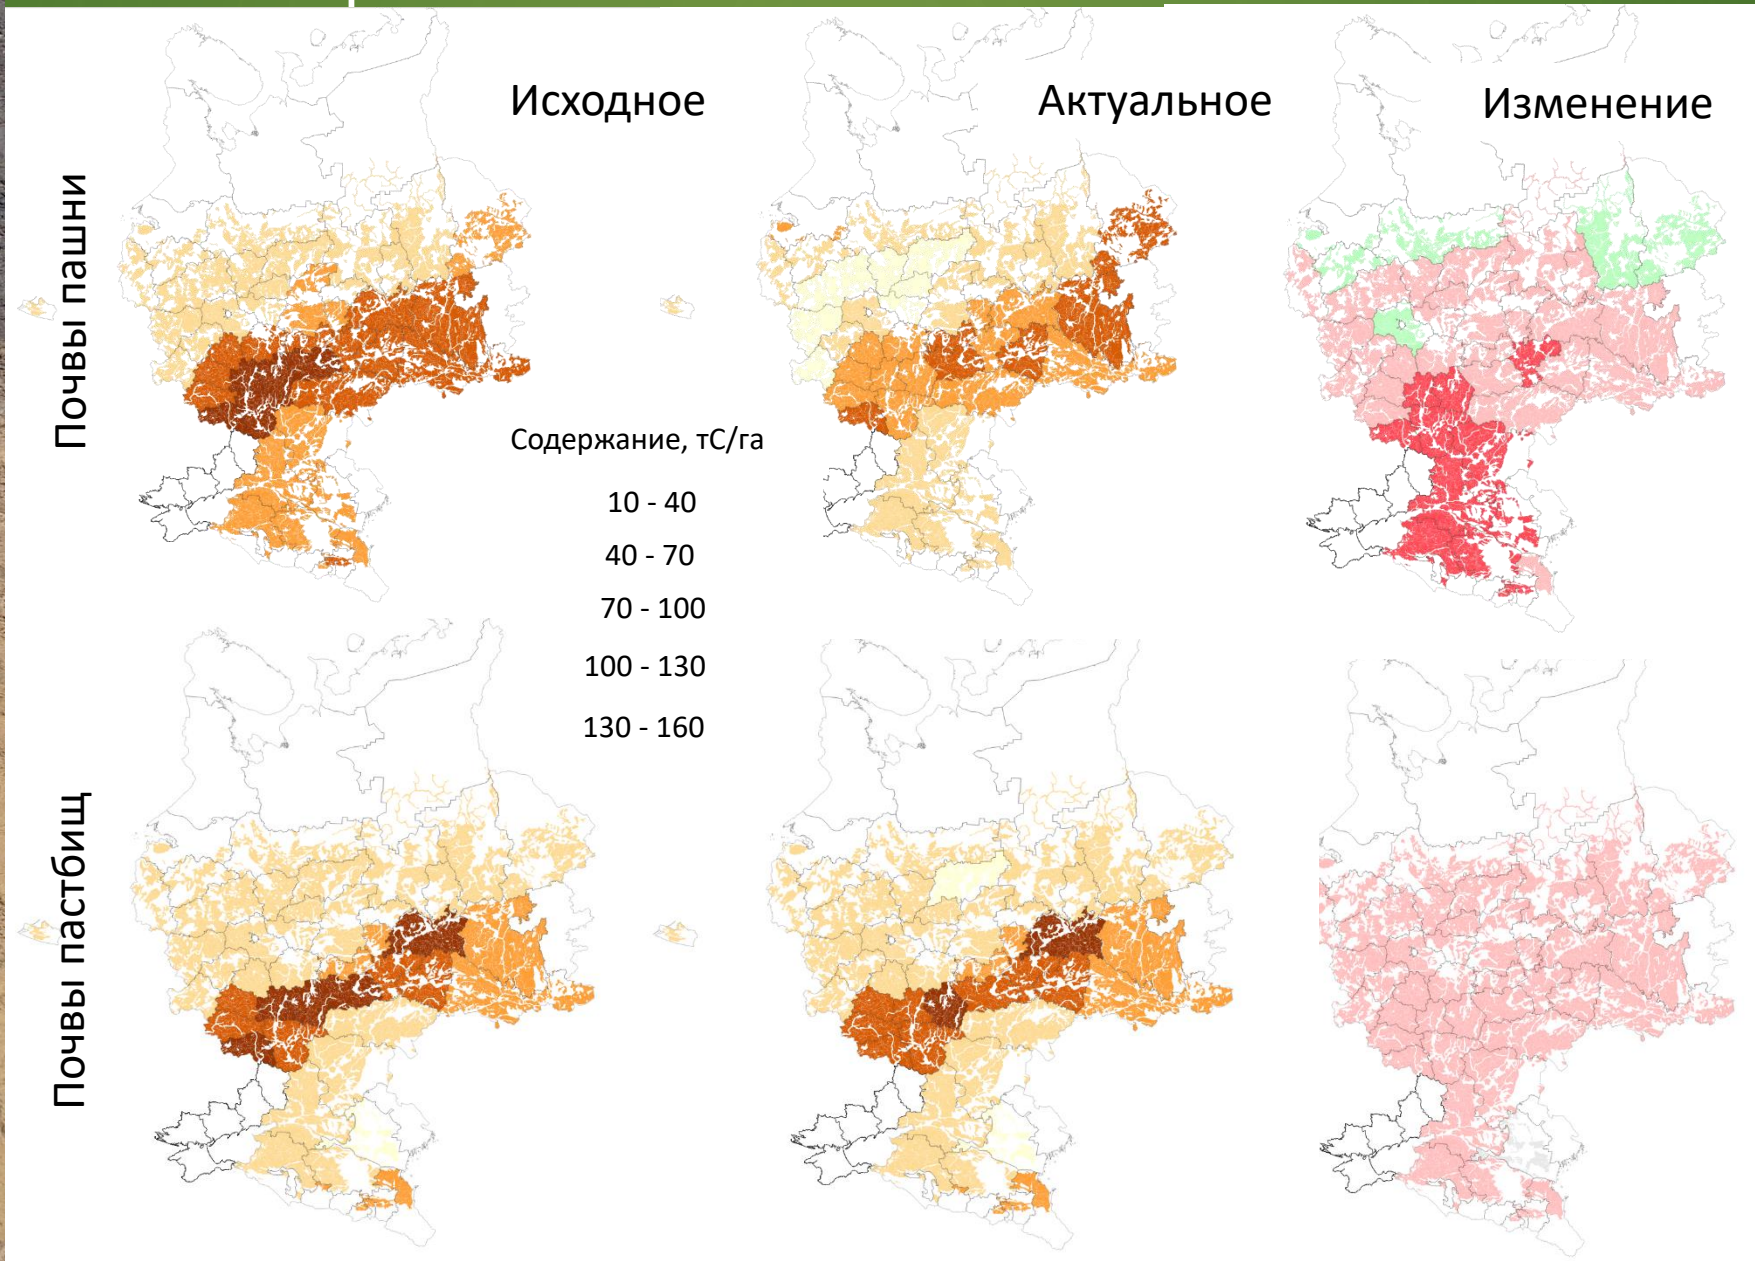 Исходное
Актуальное
Изменение
Почвы пашни
Содержание, тС/га
10 - 40
40 - 70
70 - 100
100 - 130
130 - 160
Почвы пастбищ